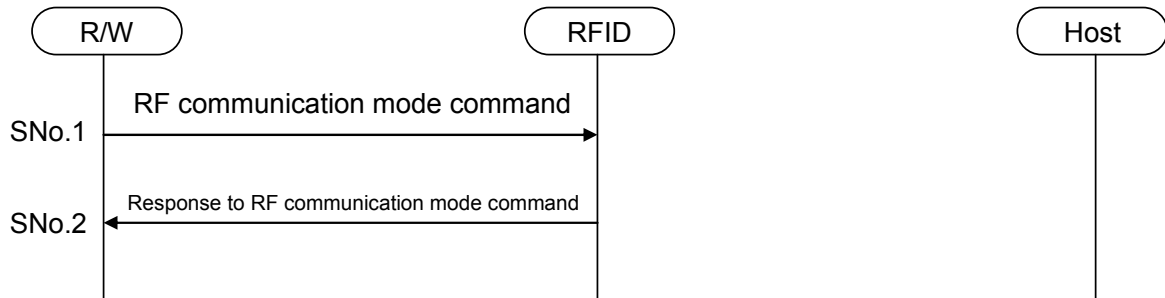 R/W
RFID
Host
RF communication mode command
SNo.1
Response to RF communication mode command
SNo.2